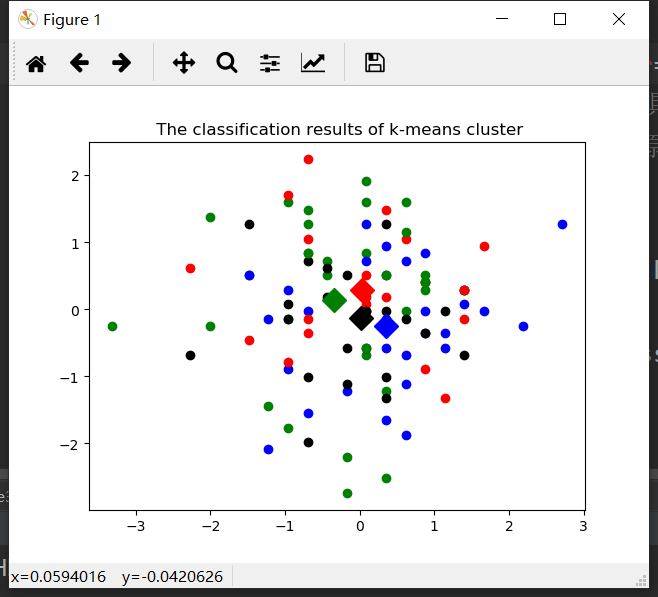 Figure 1
The classification results of k-means cluster
2
1
0
−1
−2
−3 −2 −1 0 1 2 3
x=0.0594016 y=-0.0420626